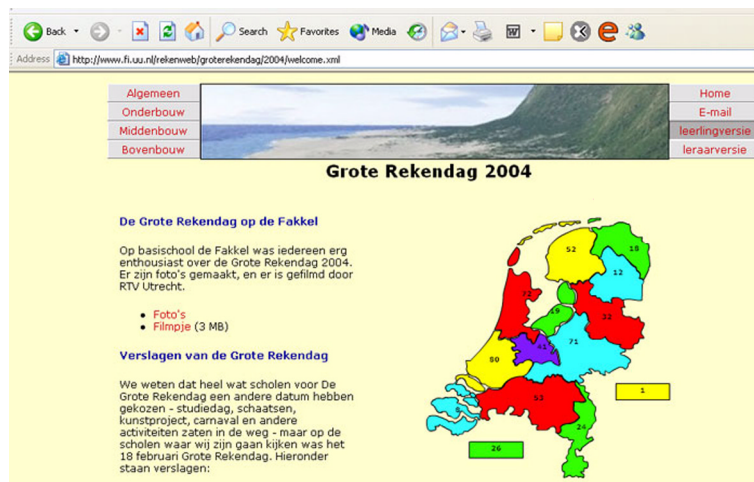 Back
Search
Favorites
Media
Address
http://www.fi.uu.nl/rekenweb/groterekendag/2004/welcome.xml
Algemeen
Onderbouw
Middenbouw
Bovenbouw
Home
E-mail
leerlingversie
leraarversie
Grote Rekendag 2004
De Grote Rekendag op de Fakkel
Op basischool de Fakkel was iedereen erg
enthousiast over de Grote Rekendag 2004.
Er zijn foto's gemaakt, en er is gefilmd door
RTV Utrecht.
Foto's
Filmpje (3 MB)
Verslagen van de Grote Rekendag
We weten dat heel wat scholen voor De
Grote Rekendag een andere datum hebben
gekozen - studiedag, schaatsen,
kunstproject, carnaval en andere
activiteiten zaten in de weg - maar op de
scholen waar wij zijn gaan kijken was het
18 februari Grote Rekendag. Hieronder
staan verslagen:
52
18
12
72
19
32
41
71
80
53
8
24
1
26